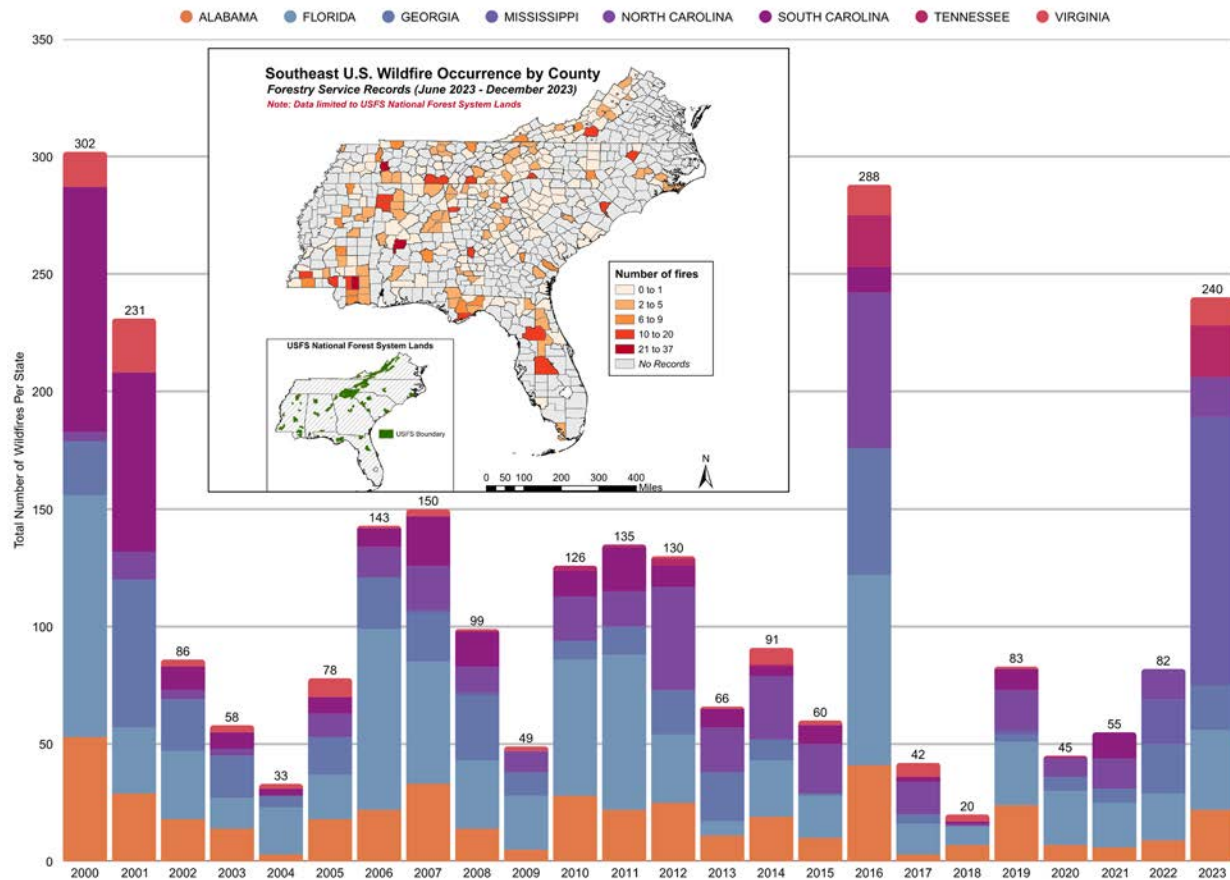 ALABAMA FLORIDA GEORGIA MISSISSIPPI NORTH CAROLINA SOUTH CAROLINA TENNESSEE VIRGINIA
Total Number of Wildfires Per State
350
300
250
200
150
100
50
0
Southeast U.S. Wildfire Occurrence by County
Forestry Service Records (June 2023 - December 2023)
Note: Data limited to USFS National Forest System Lands
Number of fires
0 to 1
2 to 5
6 to 9
10 to 20
21 to 37
No Records
USFS National Forest System Lands
USFS Boundary
N
0 50 100 200 300 400
Miles
302
231
86
58
33
78
143
150
99
49
126
135
130
66
91
60
288
42
20
83
45
55
82
240
2000 2001 2002 2003 2004 2005 2006 2007 2008 2009 2010 2011 2012 2013 2014 2015 2016 2017 2018 2019 2020 2021 2022 2023